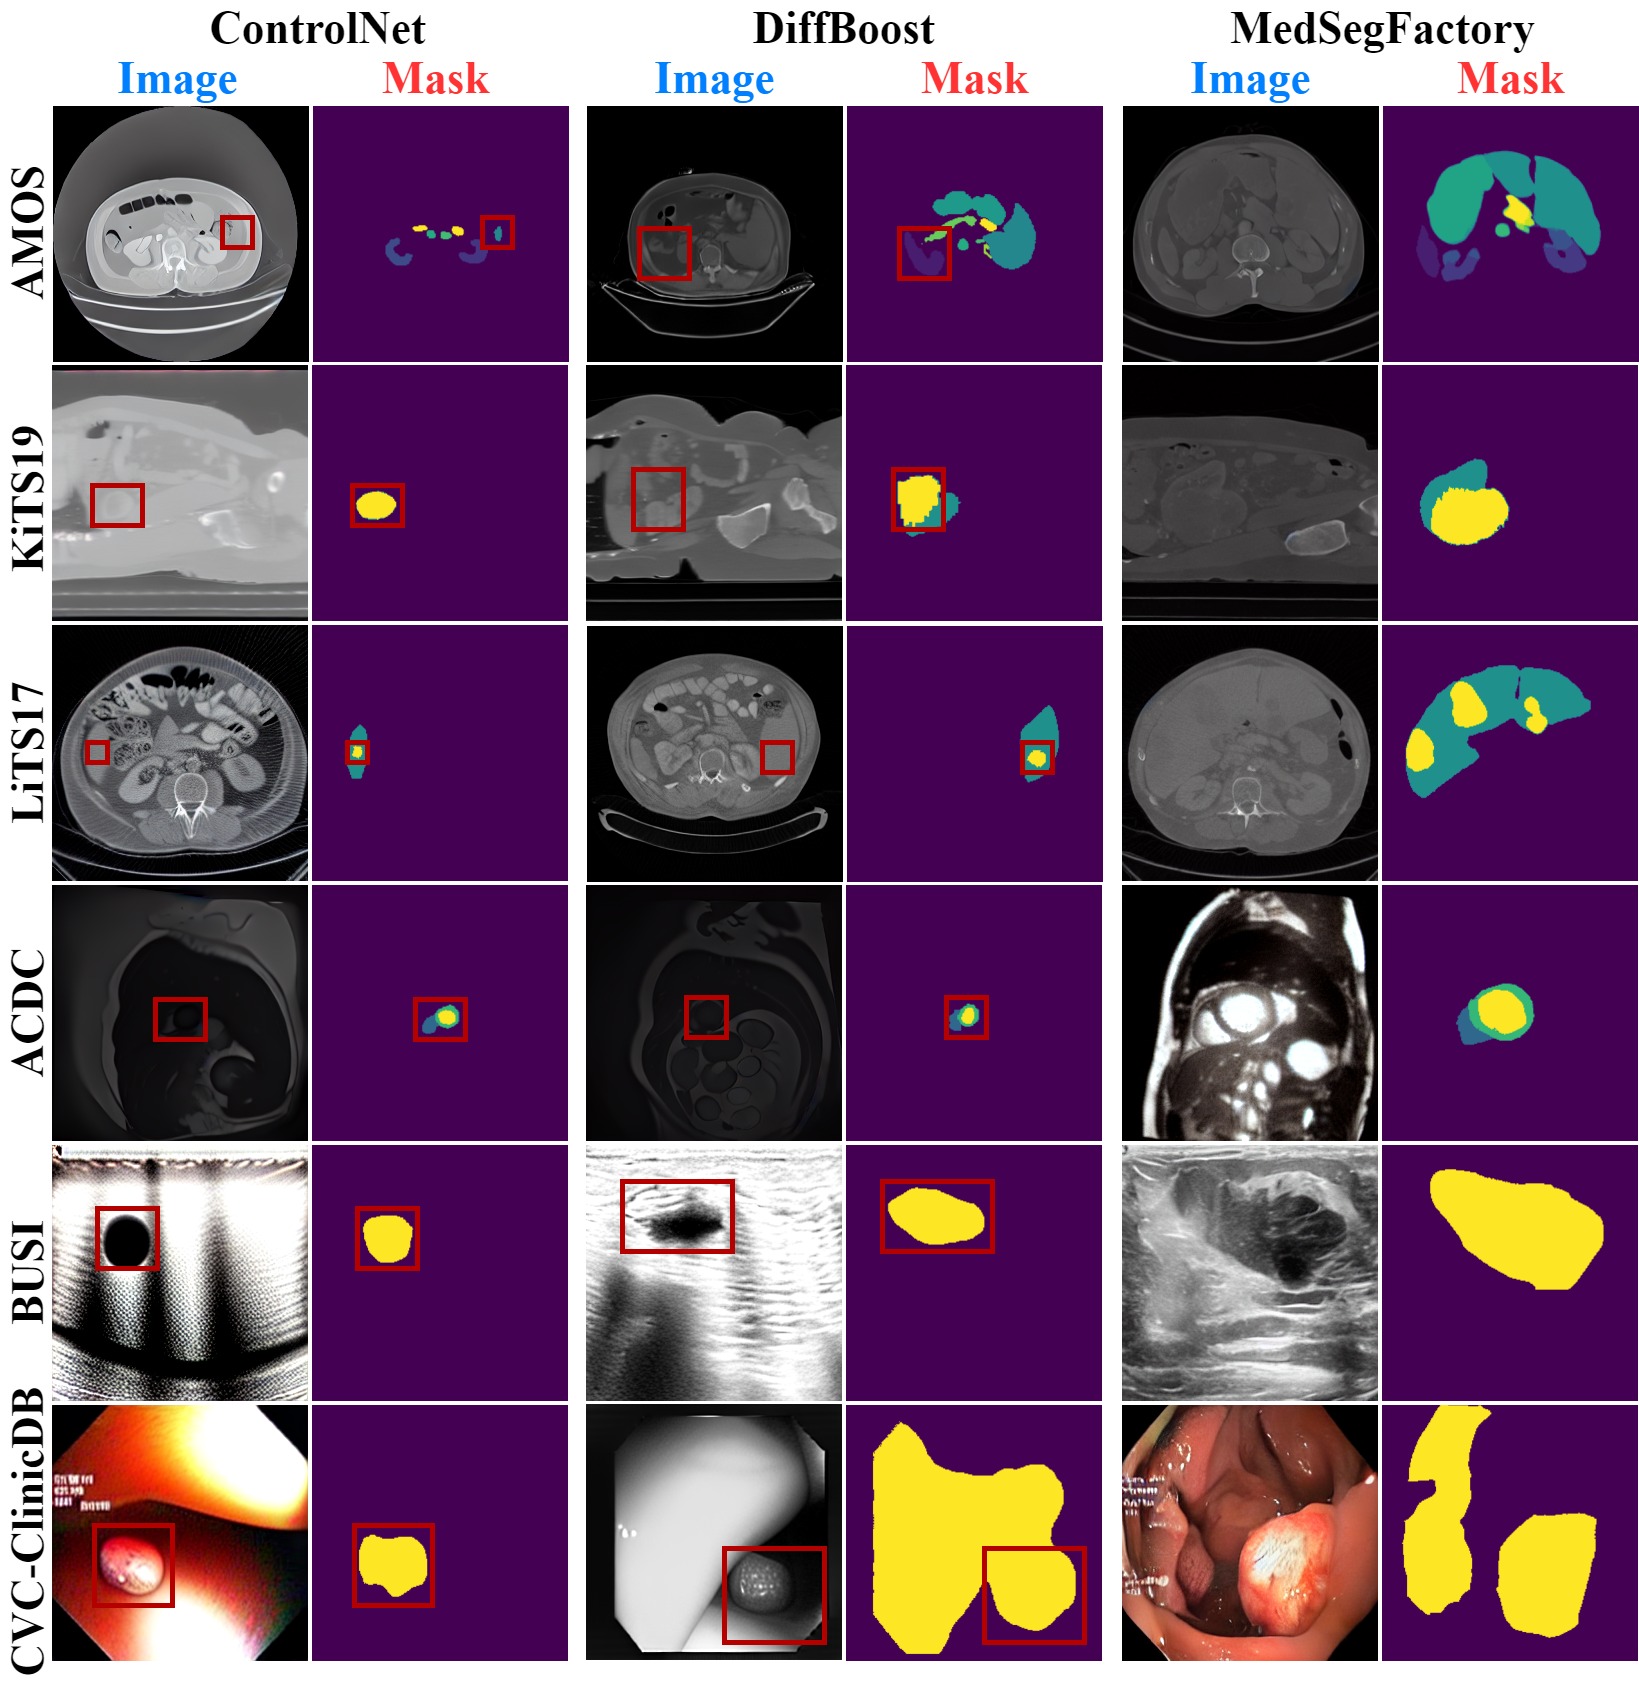 ControlNet DiffBoost MedSegFactory
Image Mask Image Mask Image Mask
AMOS
KiTS19
LiTS17
ACDC
BUSI
CVC-ClinicDB